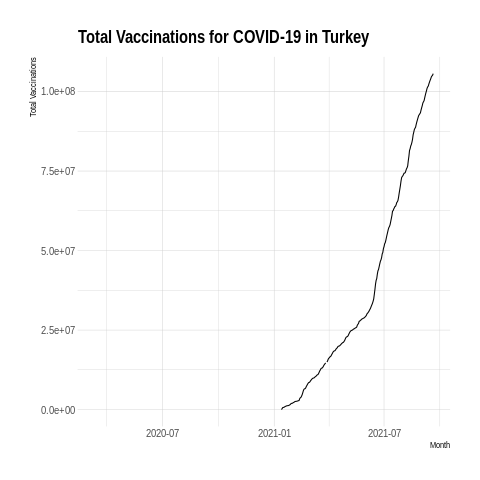 Total Vaccinations for COVID-19 in Turkey
Total Vaccinations
1.0e+08
7.5e+07
5.0e+07
2.5e+07
0.0e+00
2020-07
2021-01
2021-07
Month